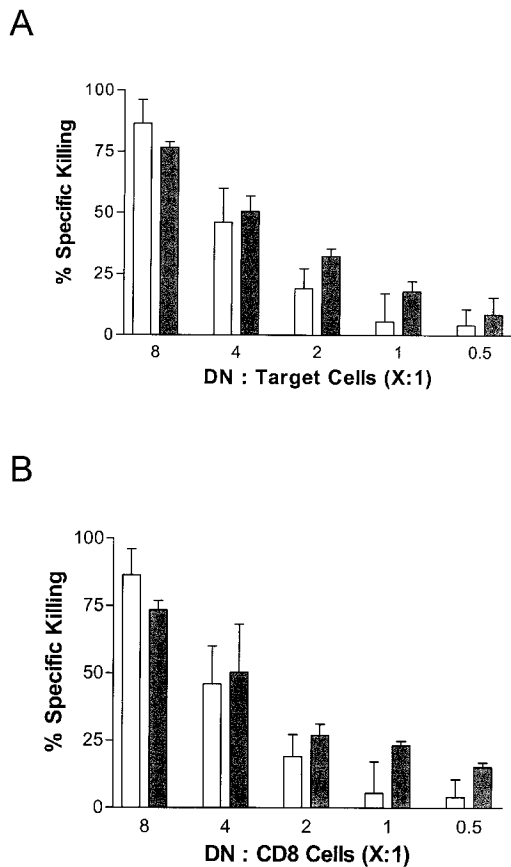 A
% Specific Killing
100
75
50
25
0
8 4 2 1 0.5
DN : Target Cells (X:1)
B
% Specific Killing
100
75
50
25
0
8 4 2 1 0.5
DN : CD8 Cells (X:1)